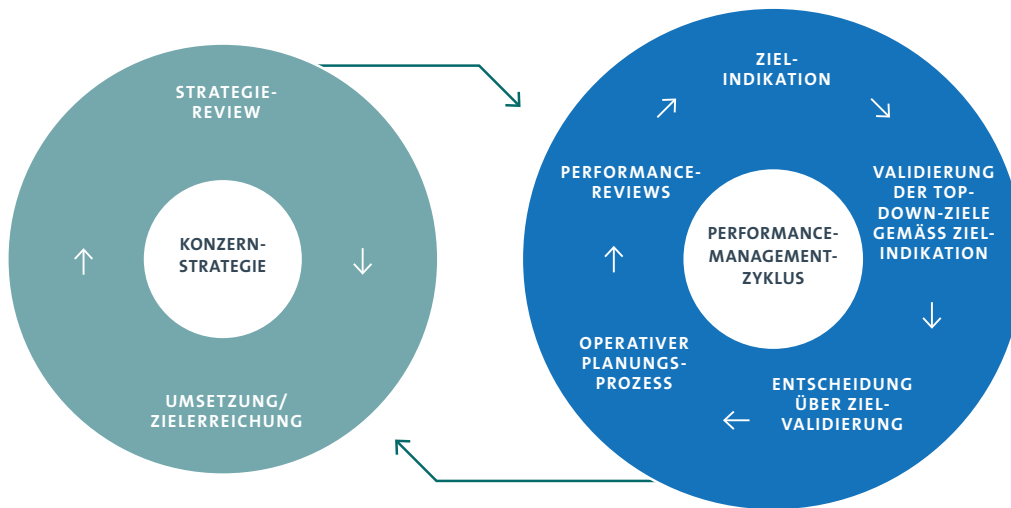 STRATEGIE-
REVIEW
KONZERN-
STRATEGIE
UMSETZUNG/
ZIELERREICHUNG
ZIEL-
INDIKATION
VALIDIERUNG
DER TOP-
DOWN-ZIELE
GEMÄSS ZIEL-
INDIKATION
ENTSCHEIDUNG
ÜBER ZIEL-
VALIDIERUNG
OPERATIVER
PLANUNGS-
PROZESS
PERFORMANCE-
REVIEWS
PERFORMANCE-
MANAGEMENT-
ZYKLUS